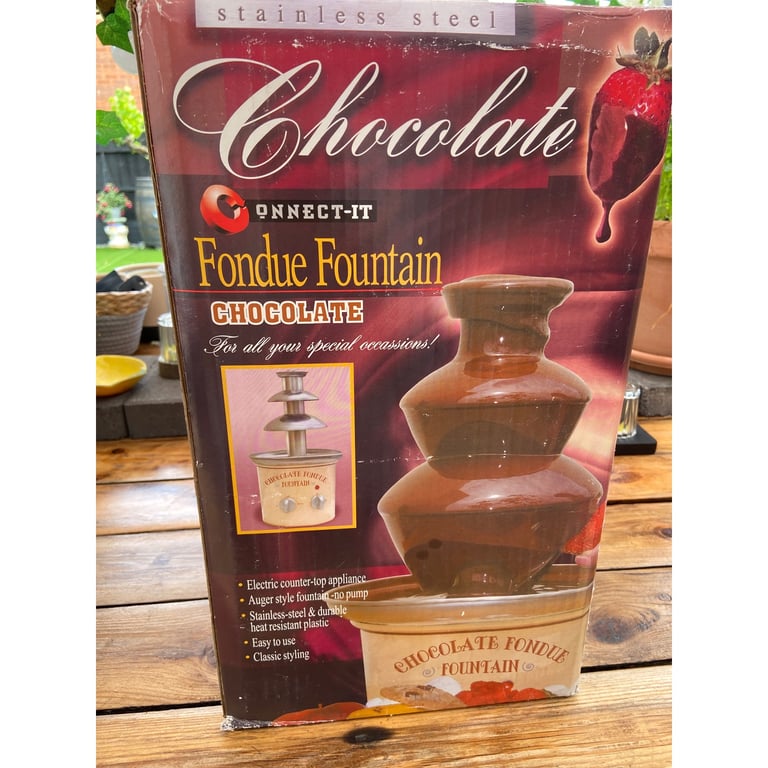 stainless steel
Chocolate
ONNECT-IT
Fondue Fountain
CHOCOLATE
For all your special occassions!
CHOCOLATE FONDUE
FOUNTAIN
• Electric counter-top appliance
• Auger style fountain -no pump
• Stainless-steel & durable
heat resistant plastic
• Easy to use
• Classic styling
CHOCOLATE FONDUE
FOUNTAIN